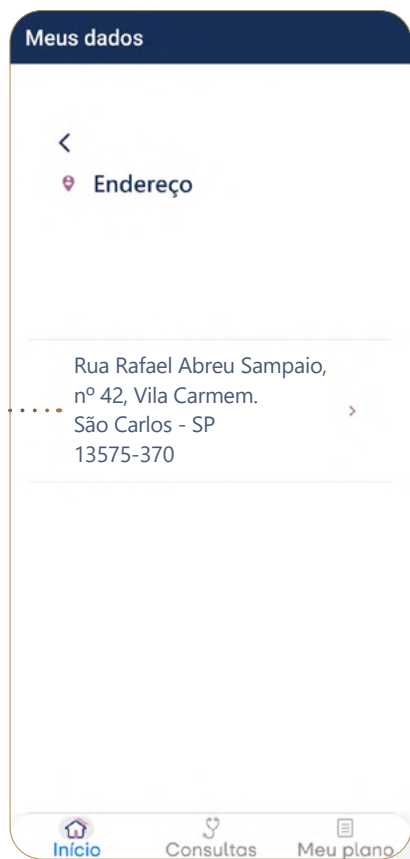 Meus dados
Endereço
Rua Rafael Abreu Sampaio,
nº 42, Vila Carmem.
São Carlos - SP
13575-370
Início
Consultas
Meu plano